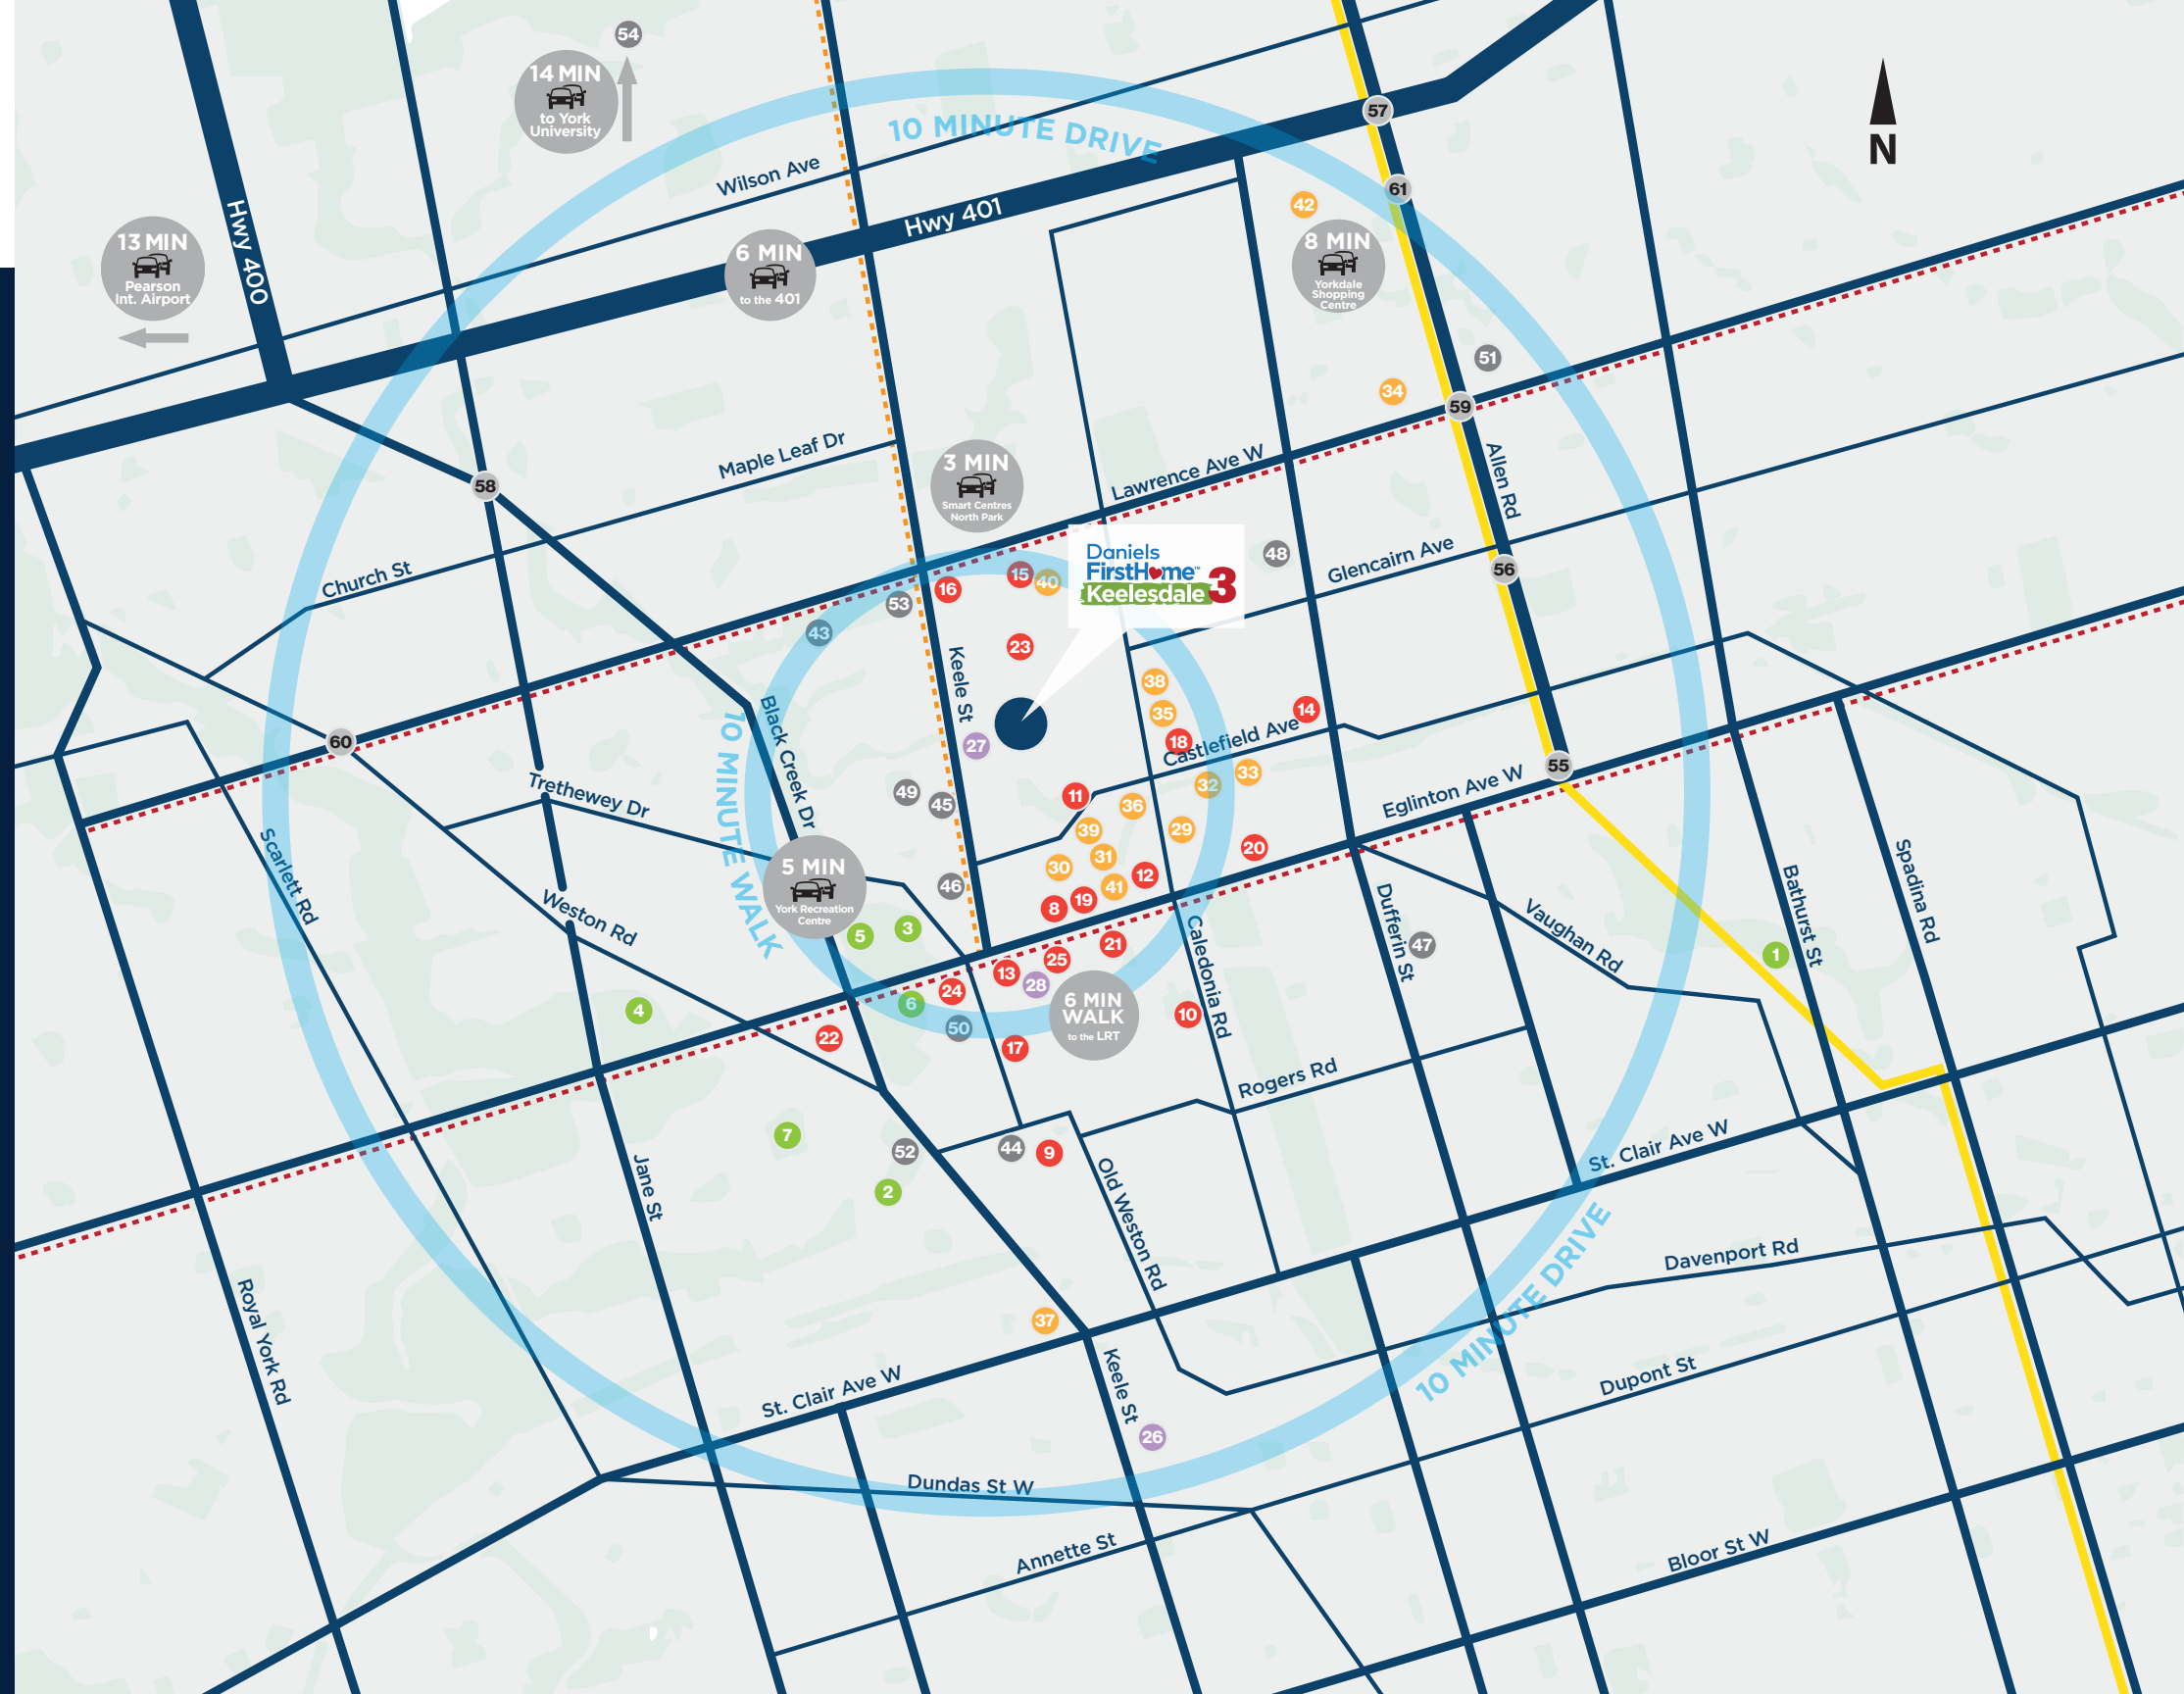 54
14 MIN
to York
University
57
10 MINUTE DRIVE
N
Wilson Ave
61
42
Hwy 401
Hwy 400
13 MIN
Pearson
Int. Airport
6 MIN
to the 401
8 MIN
Yorkdale
Shopping
Centre
51
34
59
Maple Leaf Dr
3 MIN
Smart Centres
North Park
Lawrence Ave W
Allen Rd
58
Daniels
FirstHome™
Keelesdale 3
48
Glencairn Ave
56
Church St
16
15
40
53
43
23
Keele St
38
35
14
18
Castlefield Ave
27
60
Black Creek Dr
10 MINUTE WALK
Trethewey Dr
49
45
11
36
32
33
55
Eglinton Ave W
39
29
31
30
20
12
41
46
19
8
5 MIN
York Recreation
Centre
5
3
Scarlett Rd
Weston Rd
21
25
13
28
24
6
50
17
22
4
6 MIN
WALK
to the LRT
10
Caledonia Rd
Dufferin St
47
Vaughan Rd
1
Bathurst St
Spadina Rd
Rogers Rd
7
52
44
9
2
Old Weston Rd
St. Clair Ave W
Jane St
Royal York Rd
Davenport Rd
10 MINUTE DRIVE
37
St. Clair Ave W
Keele St
Dupont St
26
Dundas St W
Annette St
Bloor St W